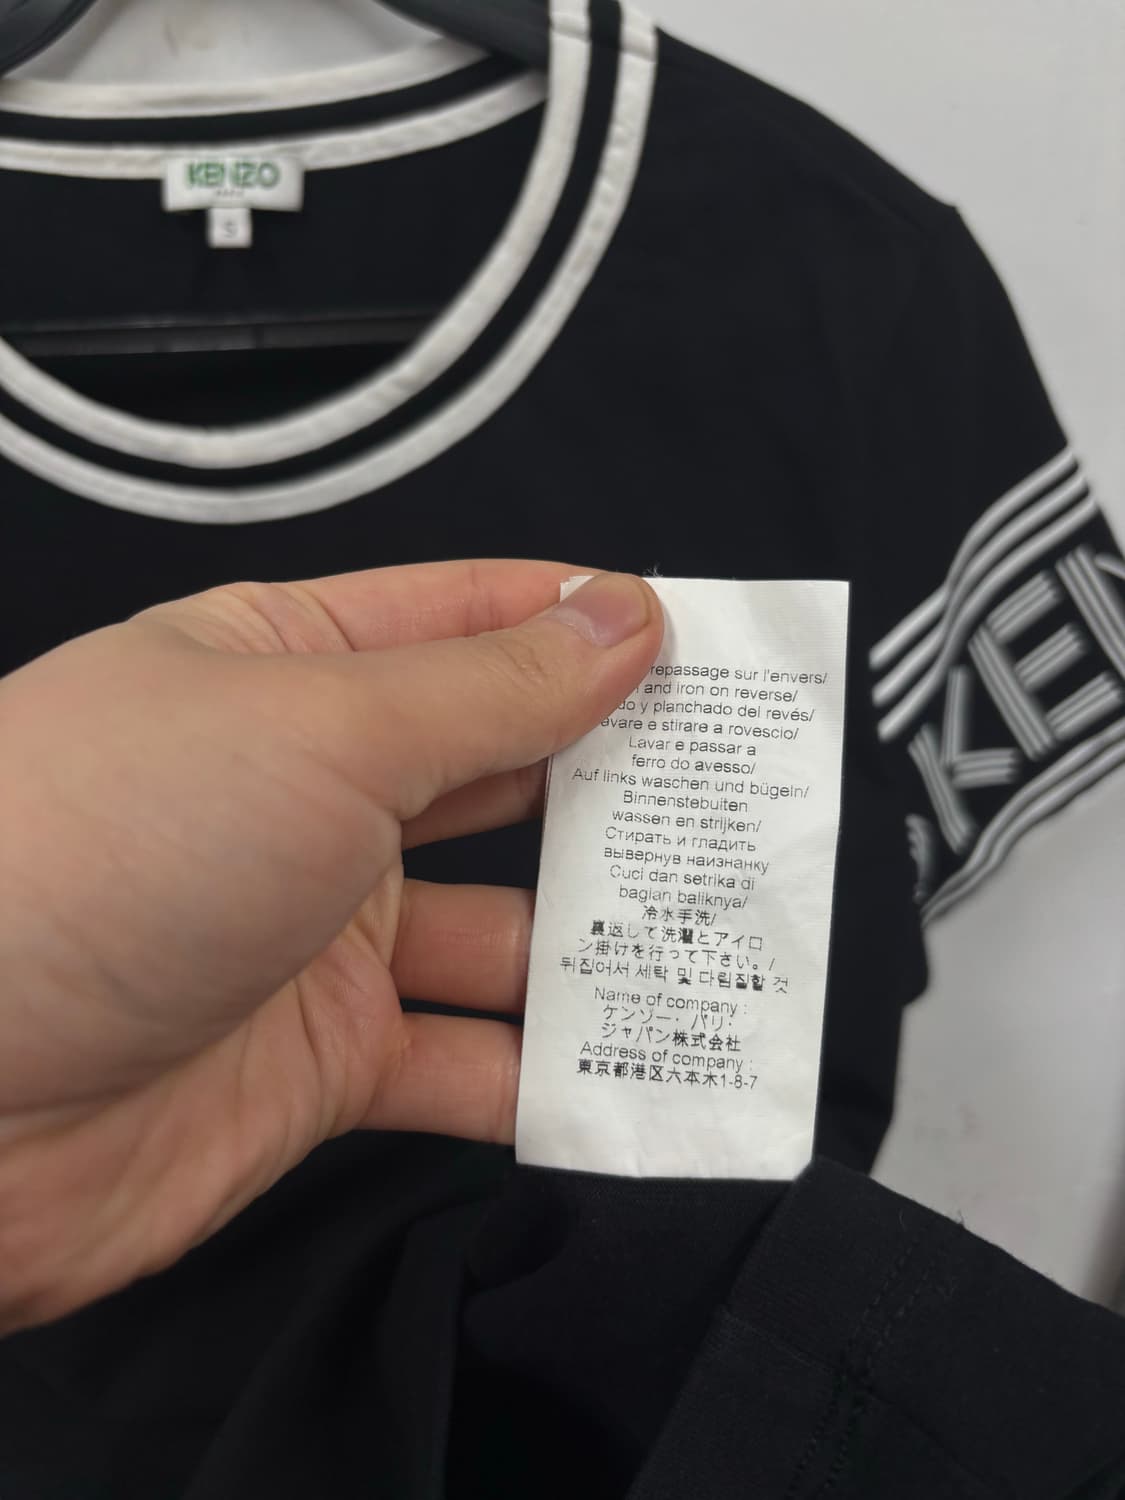 KENZO
S
repassage sur l'envers/
and iron on reverse/
do y planchado del revés/
avare e stirare a rovescio/
Lavar e passar a
ferro do avesso/
Auf links waschen und bügeln/
Binnenstebuiten
wassen en strijken/
Стирать и гладить
вывернув наизнанку
Cuci dan setrika di
bagian baliknya/
冷水手洗/
裏返して洗濯とアイロ
ン掛けを行って下さい。/
뒤집어서 세탁 및 다림질할 것
Name of company :
ケンゾー・パリ・
ジャパン株式会社
Address of company :
東京都港区六本木1-8-7
KEN